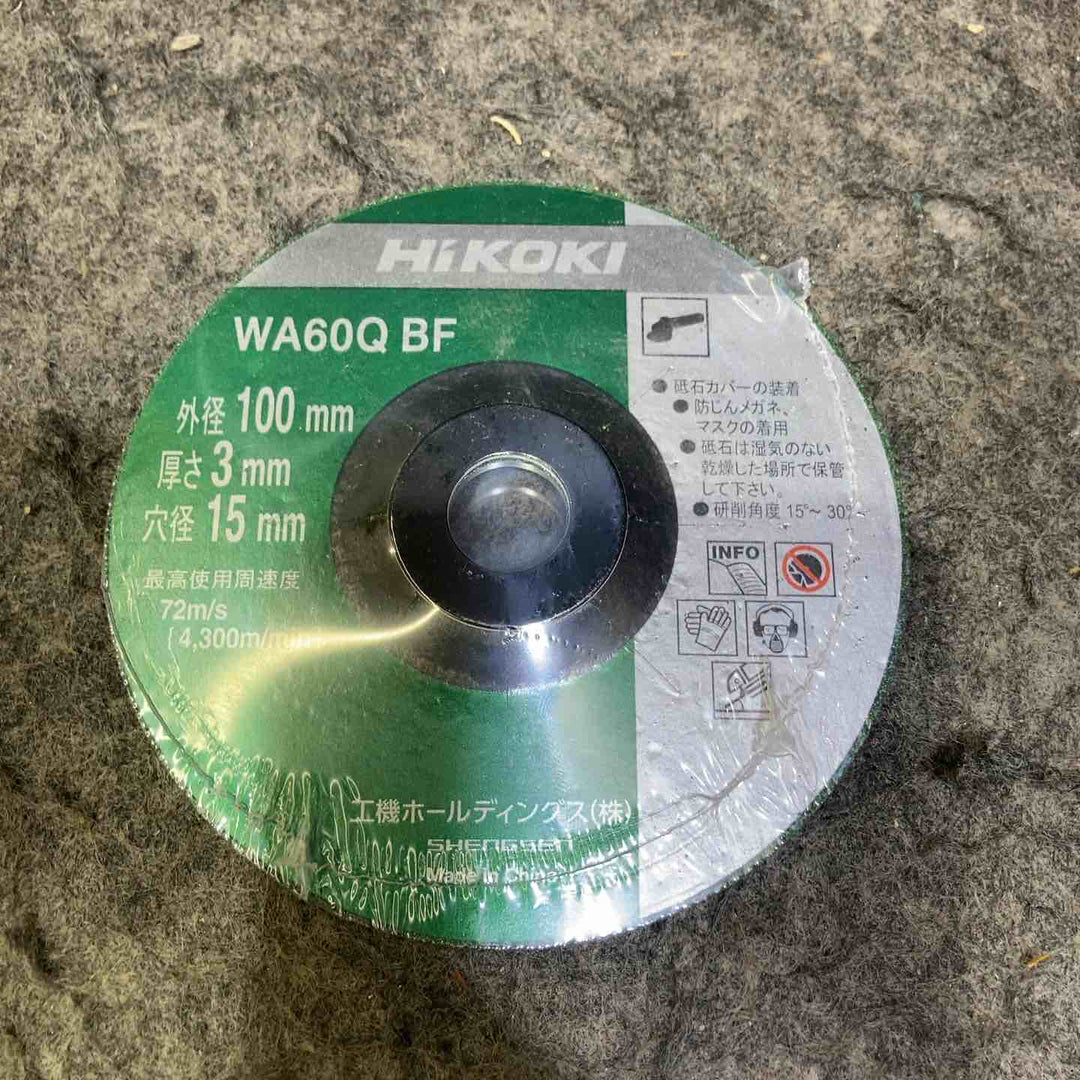 HiKOKI
WA60Q BF
外径 100 mm
厚さ 3 mm
穴径 15 mm
最高使用周速度
72m/s
[4,300m/min
● 砥石カバーの装着
● 防じんメガネ、
マスクの着用
● 砥石は湿気のない
乾燥した場所で保管
して下さい。
● 研削角度 15°~ 30°
INFO
工機ホールディングス(株)
SHENGSEN
Made in China